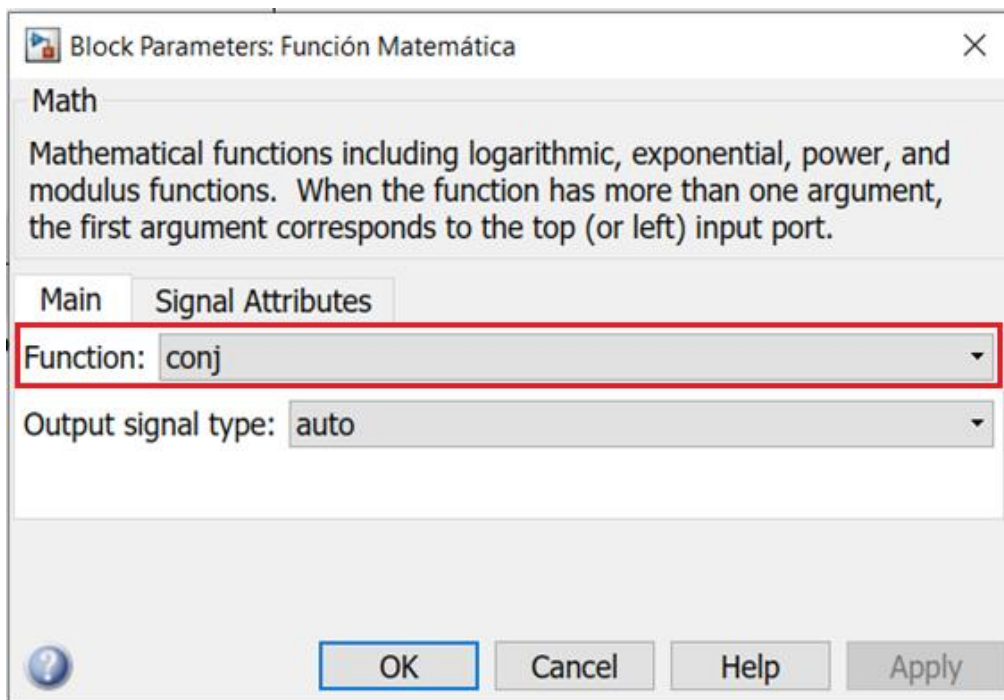 Block Parameters: Función Matemática
Math
Mathematical functions including logarithmic, exponential, power, and
modulus functions.  When the function has more than one argument,
the first argument corresponds to the top (or left) input port.
Main Signal Attributes
Function: conj
Output signal type: auto
OK Cancel Help Apply